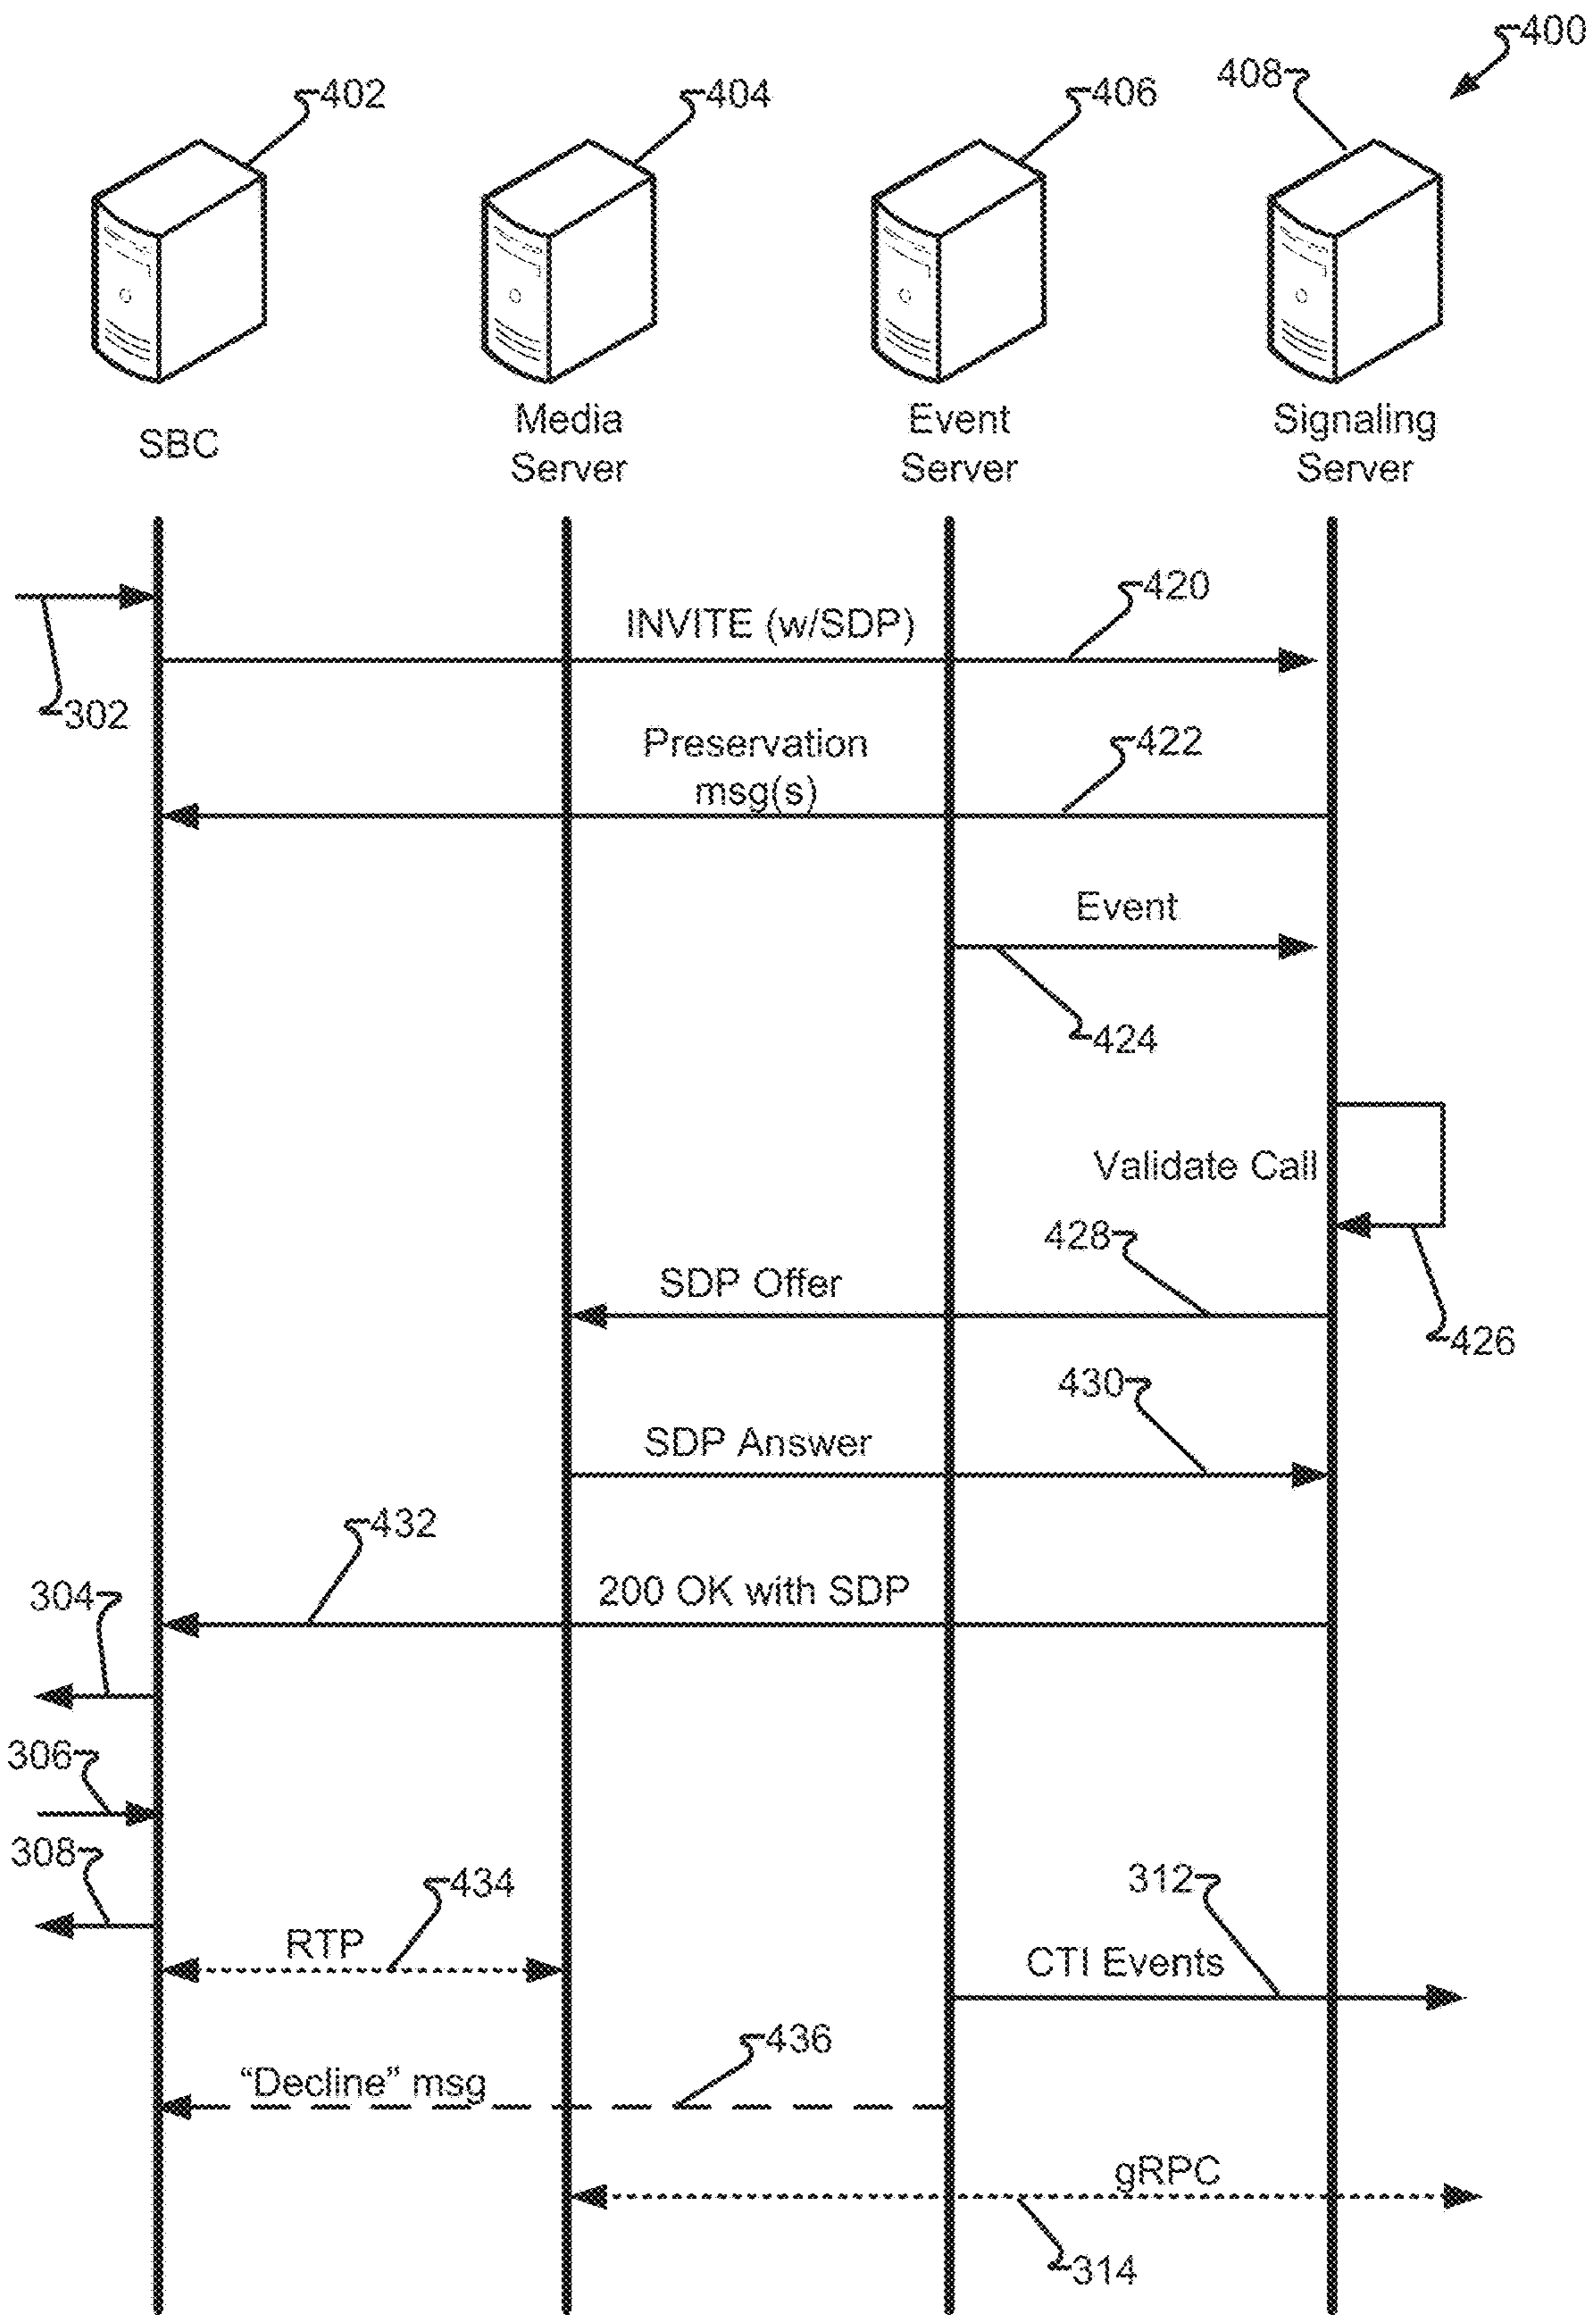 400
402
404
406
408
SBC
Media
Server
Event
Server
Signaling
Server
302
INVITE (w/SDP)
420
Preservation
msg(s)
422
Event
424
Validate Call
426
428
SDP Offer
430
SDP Answer
432
200 OK with SDP
304
306
308
434
RTP
312
CTI Events
436
“Decline” msg
gRPC
314